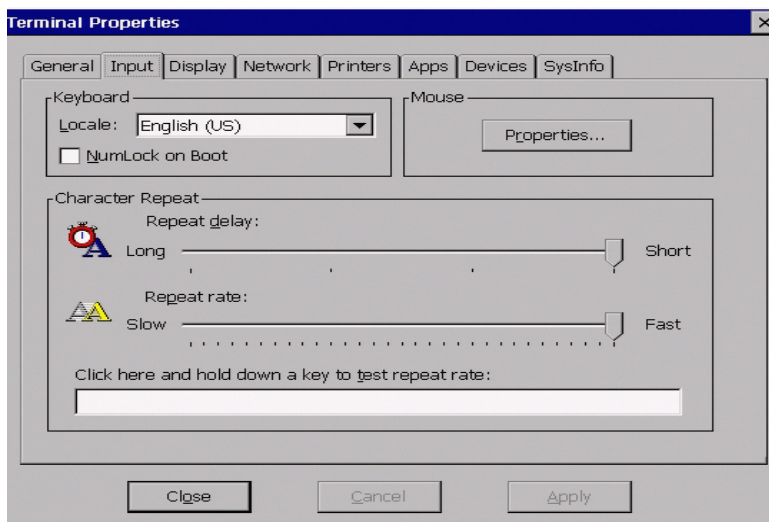 Terminal Properties
General Input Display Network Printers Apps Devices SysInfo
Keyboard
Locale: English (US)
NumLock on Boot
Mouse
Properties...
Character Repeat
Repeat delay:
Long Short
Repeat rate:
Slow Fast
Click here and hold down a key to test repeat rate:
Close Cancel Apply